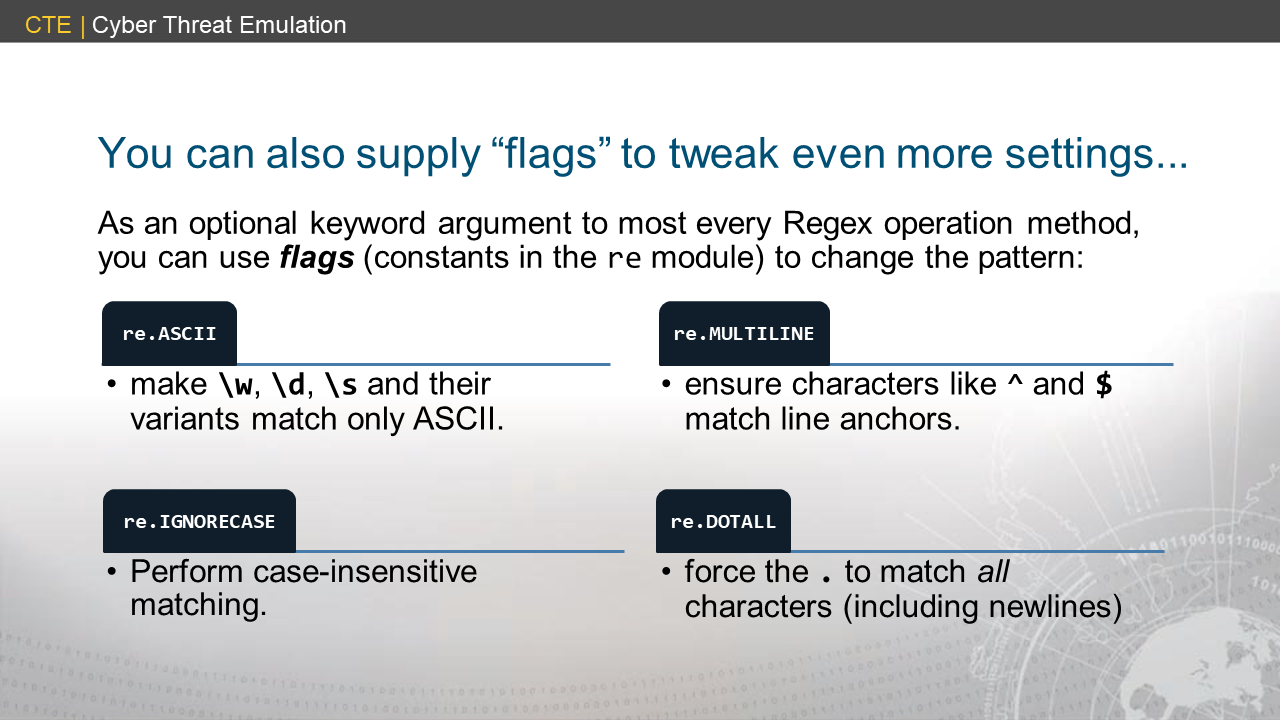 CTE | Cyber Threat Emulation
You can also supply “flags” to tweak even more settings...
As an optional keyword argument to most every Regex operation method,
you can use flags (constants in the re module) to change the pattern:
re.ASCII
• make \w, \d, \s and their
variants match only ASCII.
re.MULTILINE
• ensure characters like ^ and $
match line anchors.
re.IGNORECASE
• Perform case-insensitive
matching.
re.DOTALL
• force the . to match all
characters (including newlines)